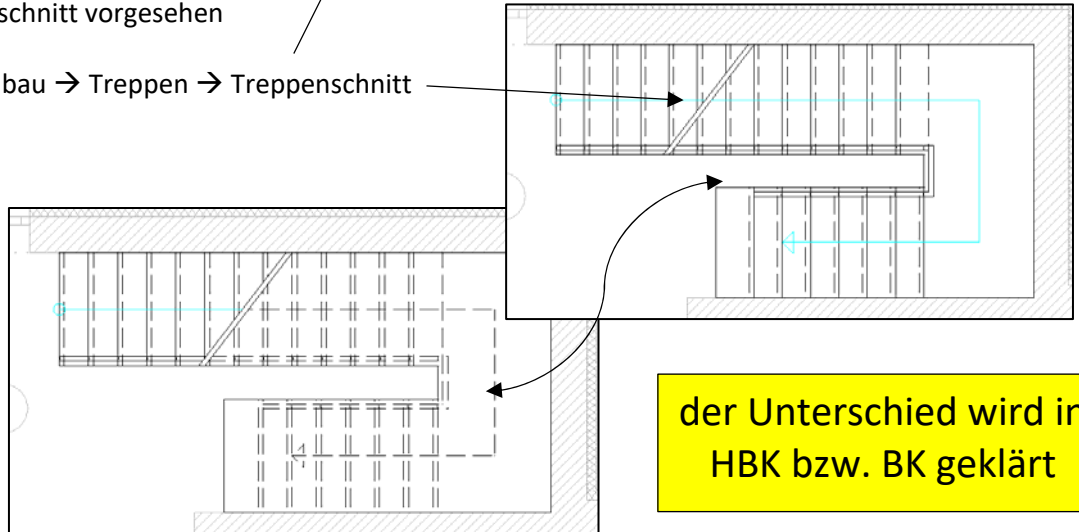 schnitt vorgesehen
bau → Treppen → Treppenschnitt
der Unterschied wird in
HBK bzw. BK geklärt